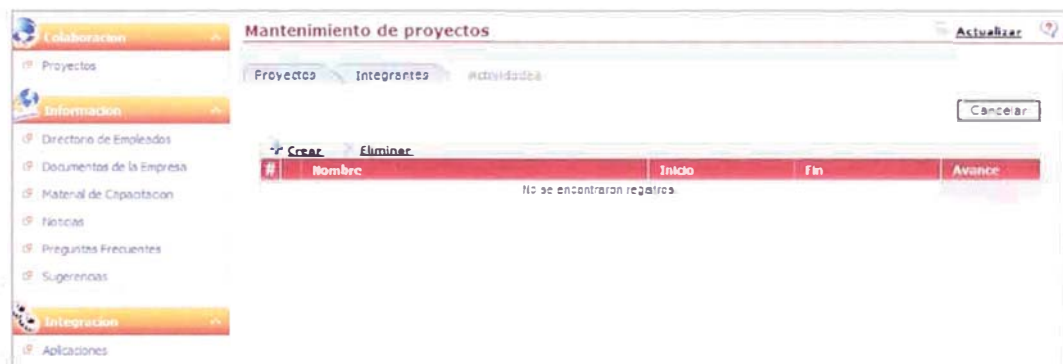 Colaboracion
Proyectos
Informacion
Directorio de Empleados
Documentos de la Empresa
Material de Capacitacion
Noticias
Preguntas Frecuentes
Sugerencias
Integracion
Aplicaciones
Mantenimiento de proyectos
Actualizar
Proyectos Integrantes Actividades
Cancelar
Crear Eliminar
# Nombre Inicio Fin Avance
No se encontraron registros.